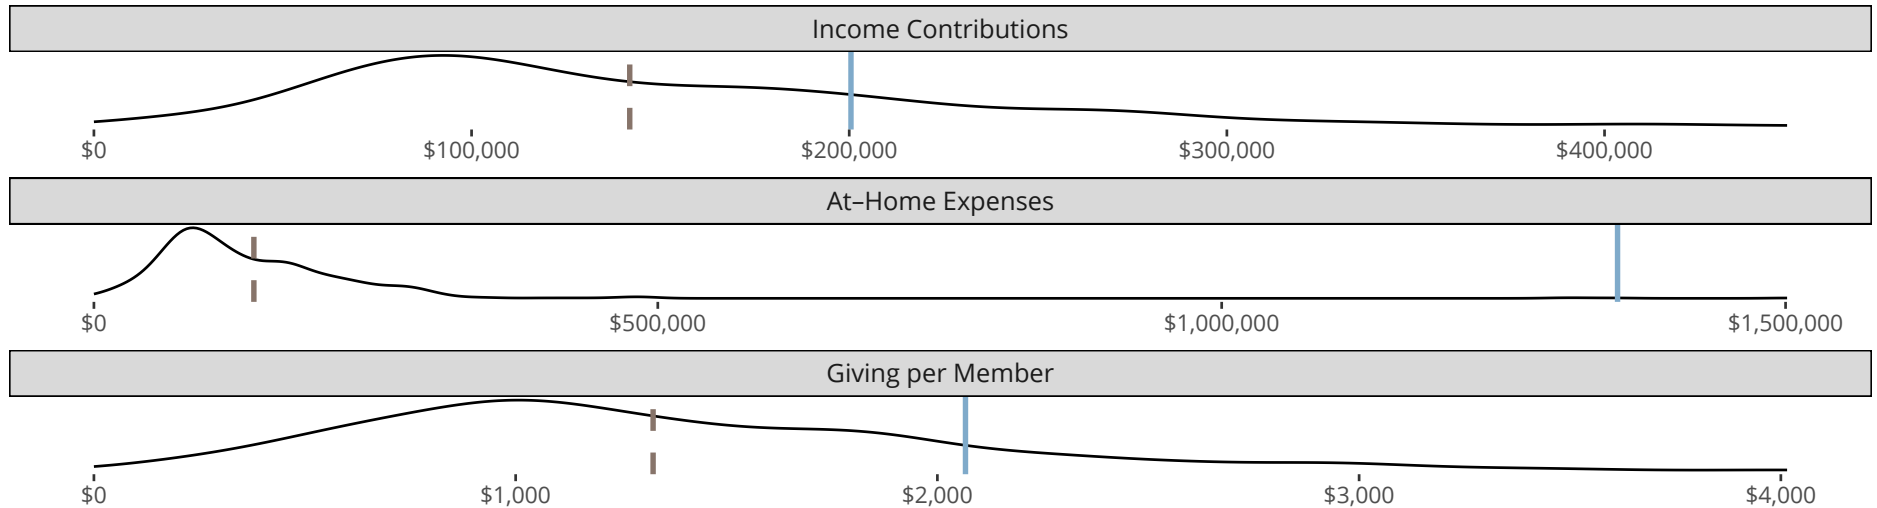 Income Contributions
$0 $100,000 $200,000 $300,000 $400,000
At–Home Expenses
$0 $500,000 $1,000,000 $1,500,000
Giving per Member
$0 $1,000 $2,000 $3,000 $4,000